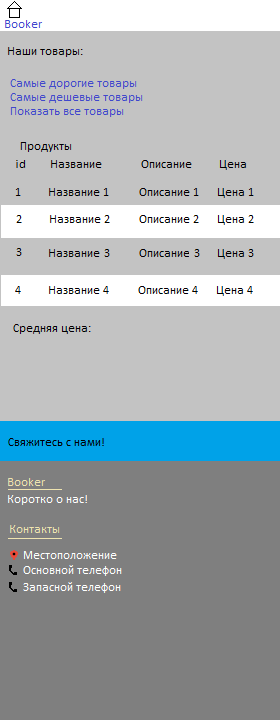 Booker
Наши товары:
Самые дорогие товары
Самые дешевые товары
Показать все товары
Продукты
id Название Описание Цена
1 Название 1 Описание 1 Цена 1
2 Название 2 Описание 2 Цена 2
3 Название 3 Описание 3 Цена 3
4 Название 4 Описание 4 Цена 4
Средняя цена:
Свяжитесь с нами!
Booker
Коротко о нас!
Контакты
Местоположение
Основной телефон
Запасной телефон